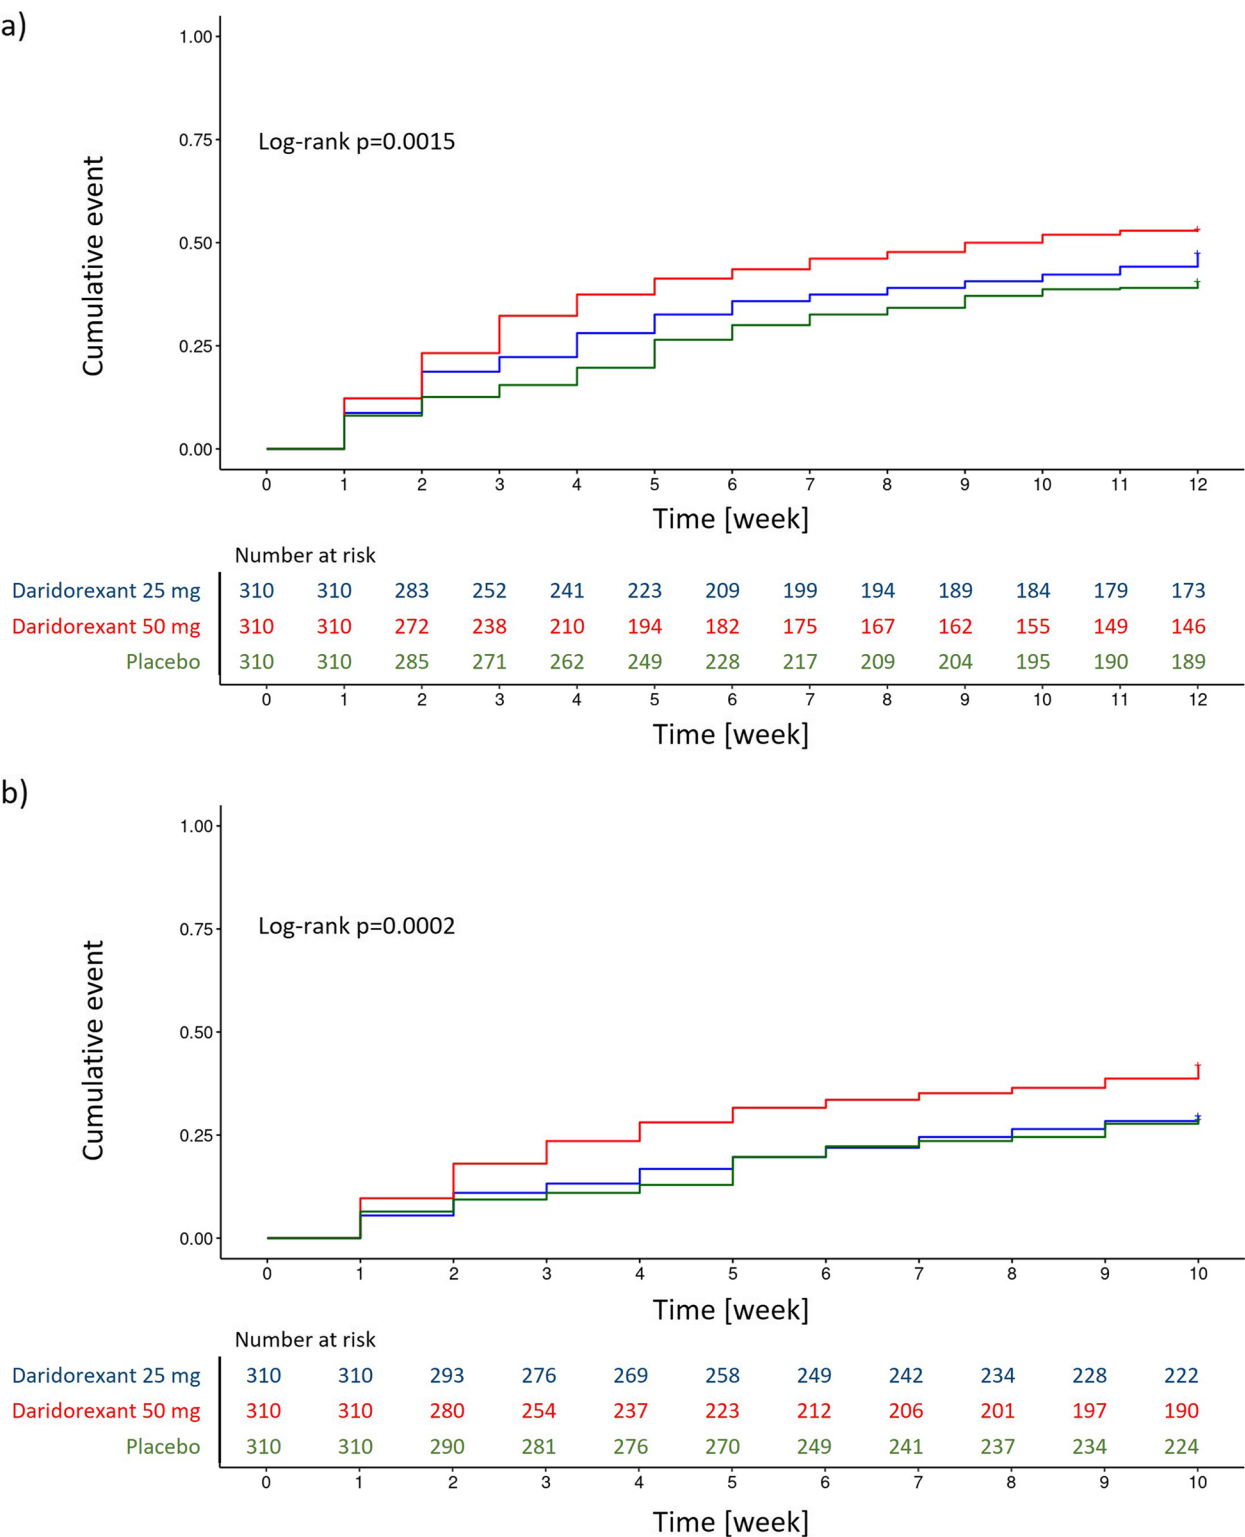 a)
Cumulative event
1.00
0.75
0.50
0.25
0.00
Log-rank p=0.0015
0 1 2 3 4 5 6 7 8 9 10 11 12
Time [week]
Number at risk
Daridorexant 25 mg 310 310 283 252 241 223 209 199 194 189 184 179 173
Daridorexant 50 mg 310 310 272 238 210 194 182 175 167 162 155 149 146
Placebo 310 310 285 271 262 249 228 217 209 204 195 190 189
0 1 2 3 4 5 6 7 8 9 10 11 12
Time [week]
b)
Cumulative event
1.00
0.75
0.50
0.25
0.00
Log-rank p=0.0002
0 1 2 3 4 5 6 7 8 9 10
Time [week]
Number at risk
Daridorexant 25 mg 310 310 293 276 269 258 249 242 234 228 222
Daridorexant 50 mg 310 310 280 254 237 223 212 206 201 197 190
Placebo 310 310 290 281 276 270 249 241 237 234 224
0 1 2 3 4 5 6 7 8 9 10
Time [week]